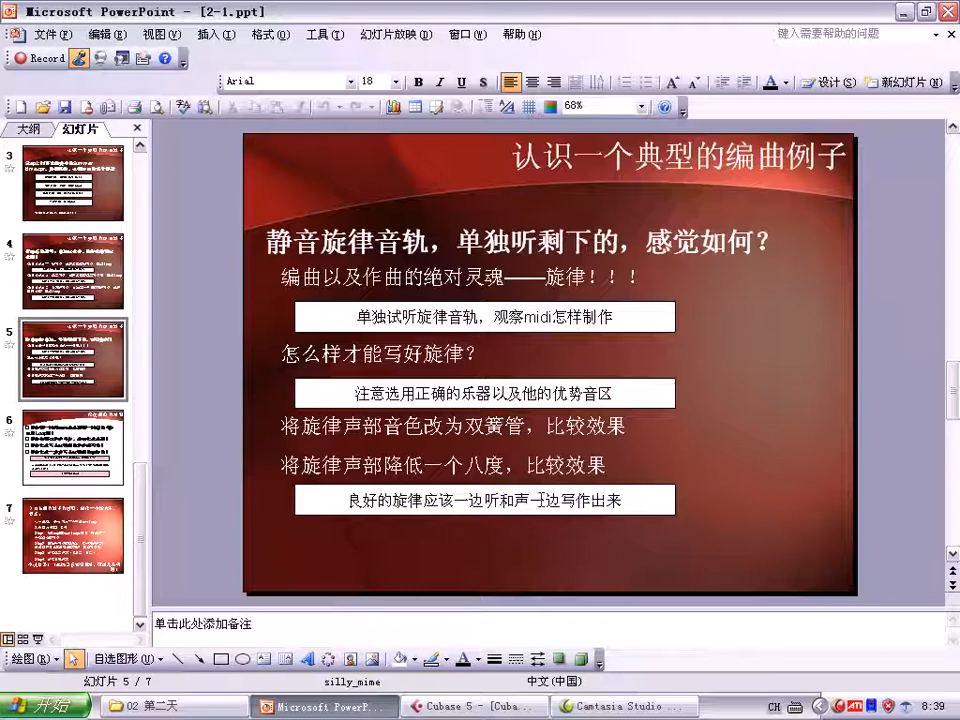 Microsoft PowerPoint - [2-1.ppt]
文件(F) 编辑(E) 视图(V) 插入(I) 格式(O) 工具(T) 幻灯片放映(D) 窗口(W) 帮助(H) 键入需要帮助的问题
Record
Arial 18 B I U S 设计(S) 新幻灯片(N)
68%
大纲 幻灯片
3
4
5
6
7
认识一个典型的编曲例子
静音旋律音轨，单独听剩下的，感觉如何？
编曲以及作曲的绝对灵魂——旋律！！！
单独试听旋律音轨，观察midi怎样制作
怎么样才能写好旋律？
注意选用正确的乐器以及他的优势音区
将旋律声部音色改为双簧管，比较效果
将旋律声部降低一个八度，比较效果
良好的旋律应该一边听和声一边写作出来
单击此处添加备注
绘图(R) 自选图形(U)
幻灯片 5 / 7 silly_mime 中文(中国)
开始 02 第二天 Microsoft PowerP... Cubase 5 - [Cuba... Camtasia Studio ... CH 8:39